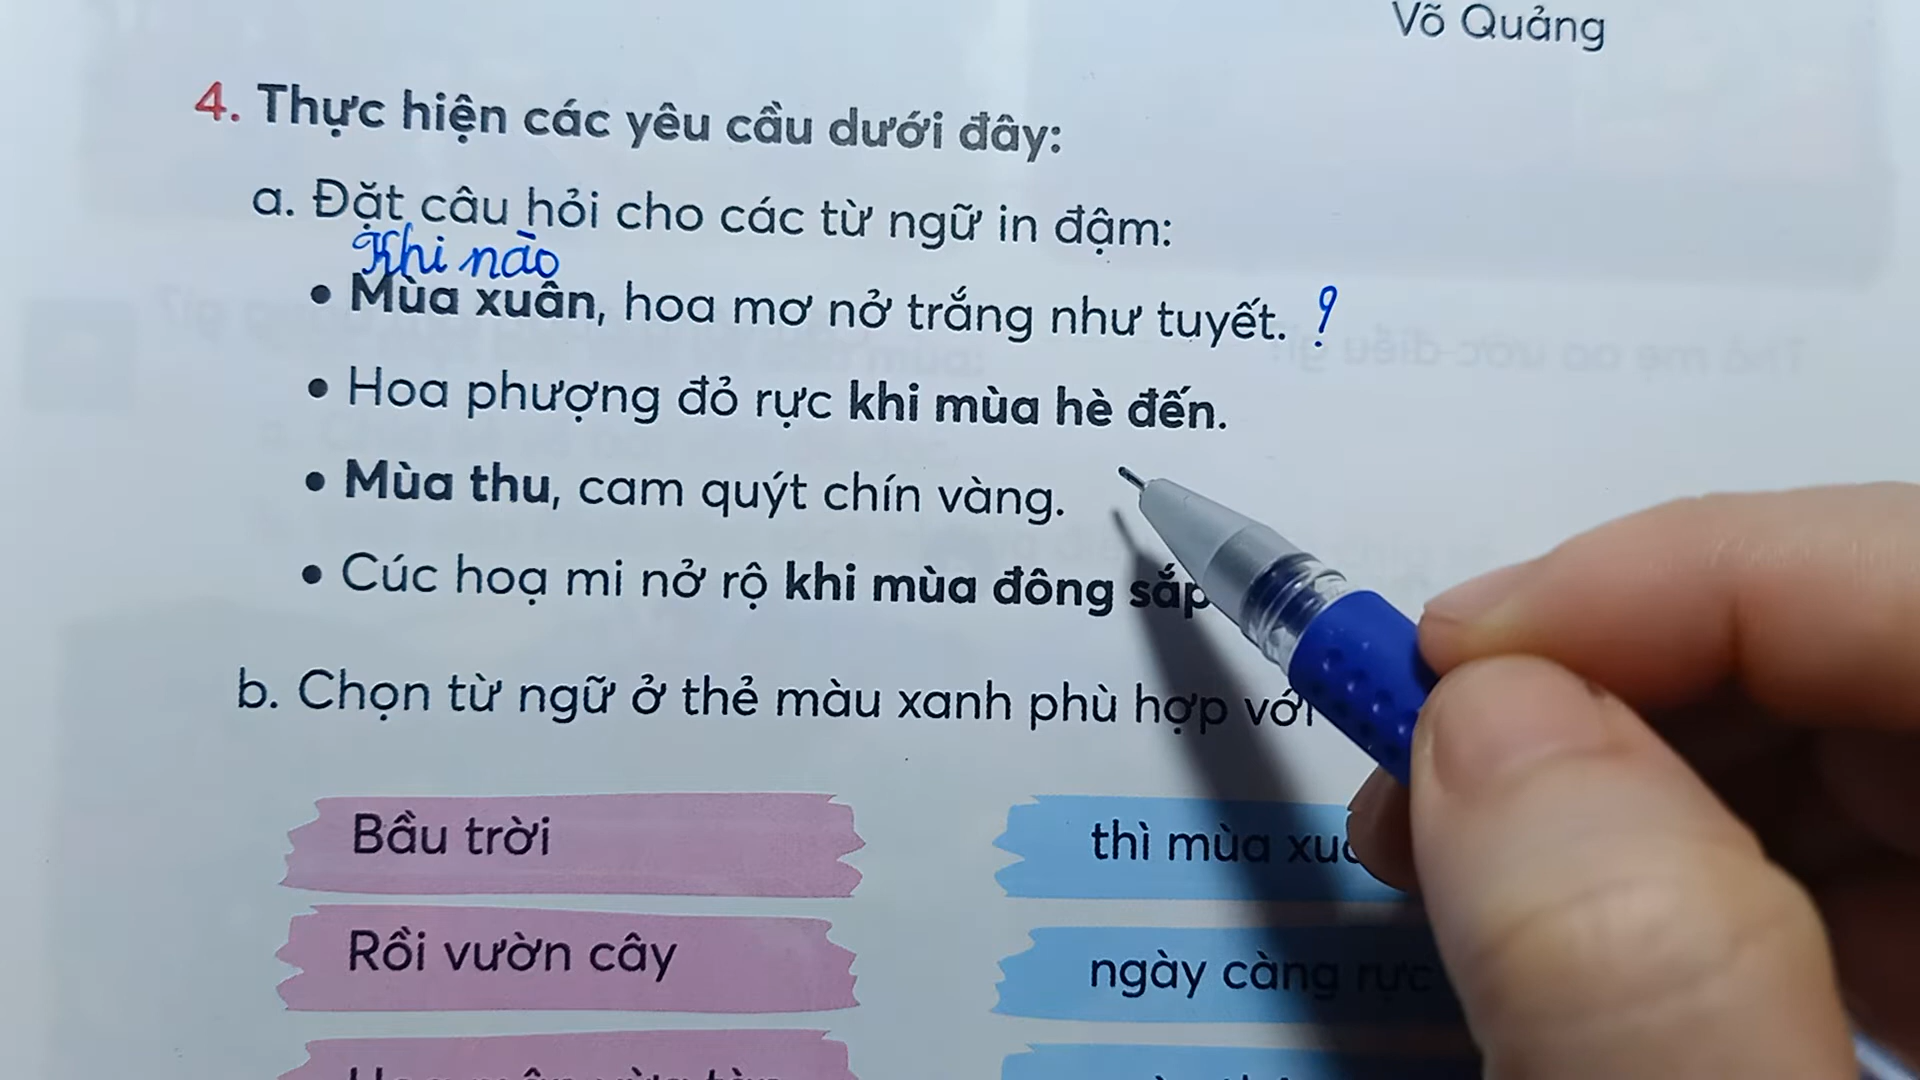 Võ Quảng
4. Thực hiện các yêu cầu dưới đây:
a. Đặt câu hỏi cho các từ ngữ in đậm:
Khi nào
• Mùa xuân, hoa mơ nở trắng như tuyết. ?
• Hoa phượng đỏ rực khi mùa hè đến.
• Mùa thu, cam quýt chín vàng.
• Cúc hoạ mi nở rộ khi mùa đông sắp
b. Chọn từ ngữ ở thẻ màu xanh phù hợp với
Bầu trời
thì mùa
Rồi vườn cây
ngày càng rực